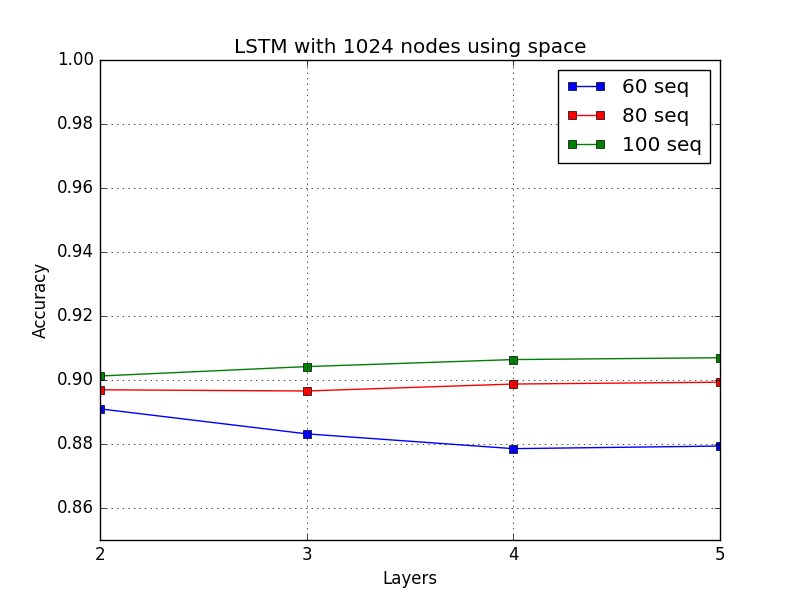 LSTM with 1024 nodes using space
1.00
0.98
0.96
0.94
0.92
0.90
0.88
0.86
Accuracy
60 seq
80 seq
100 seq
2 3 4 5
Layers